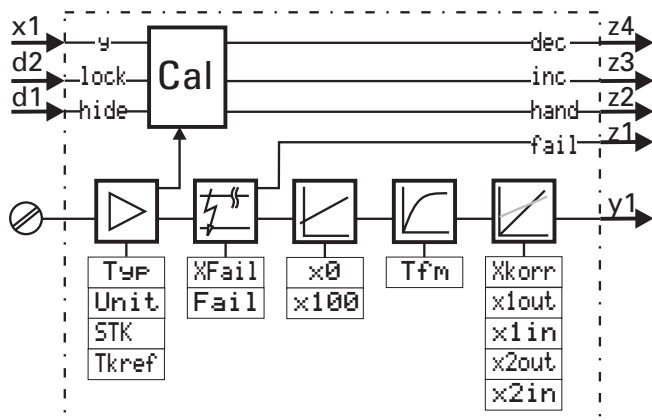 x1 y dec z4
d2 lock Cal inc z3
d1 hide hand z2
fail z1
y1
Typ XFail x0 Tfm Xkorr
Unit Fail x100 x1out
STK x1in
Tkref x2out
x2in